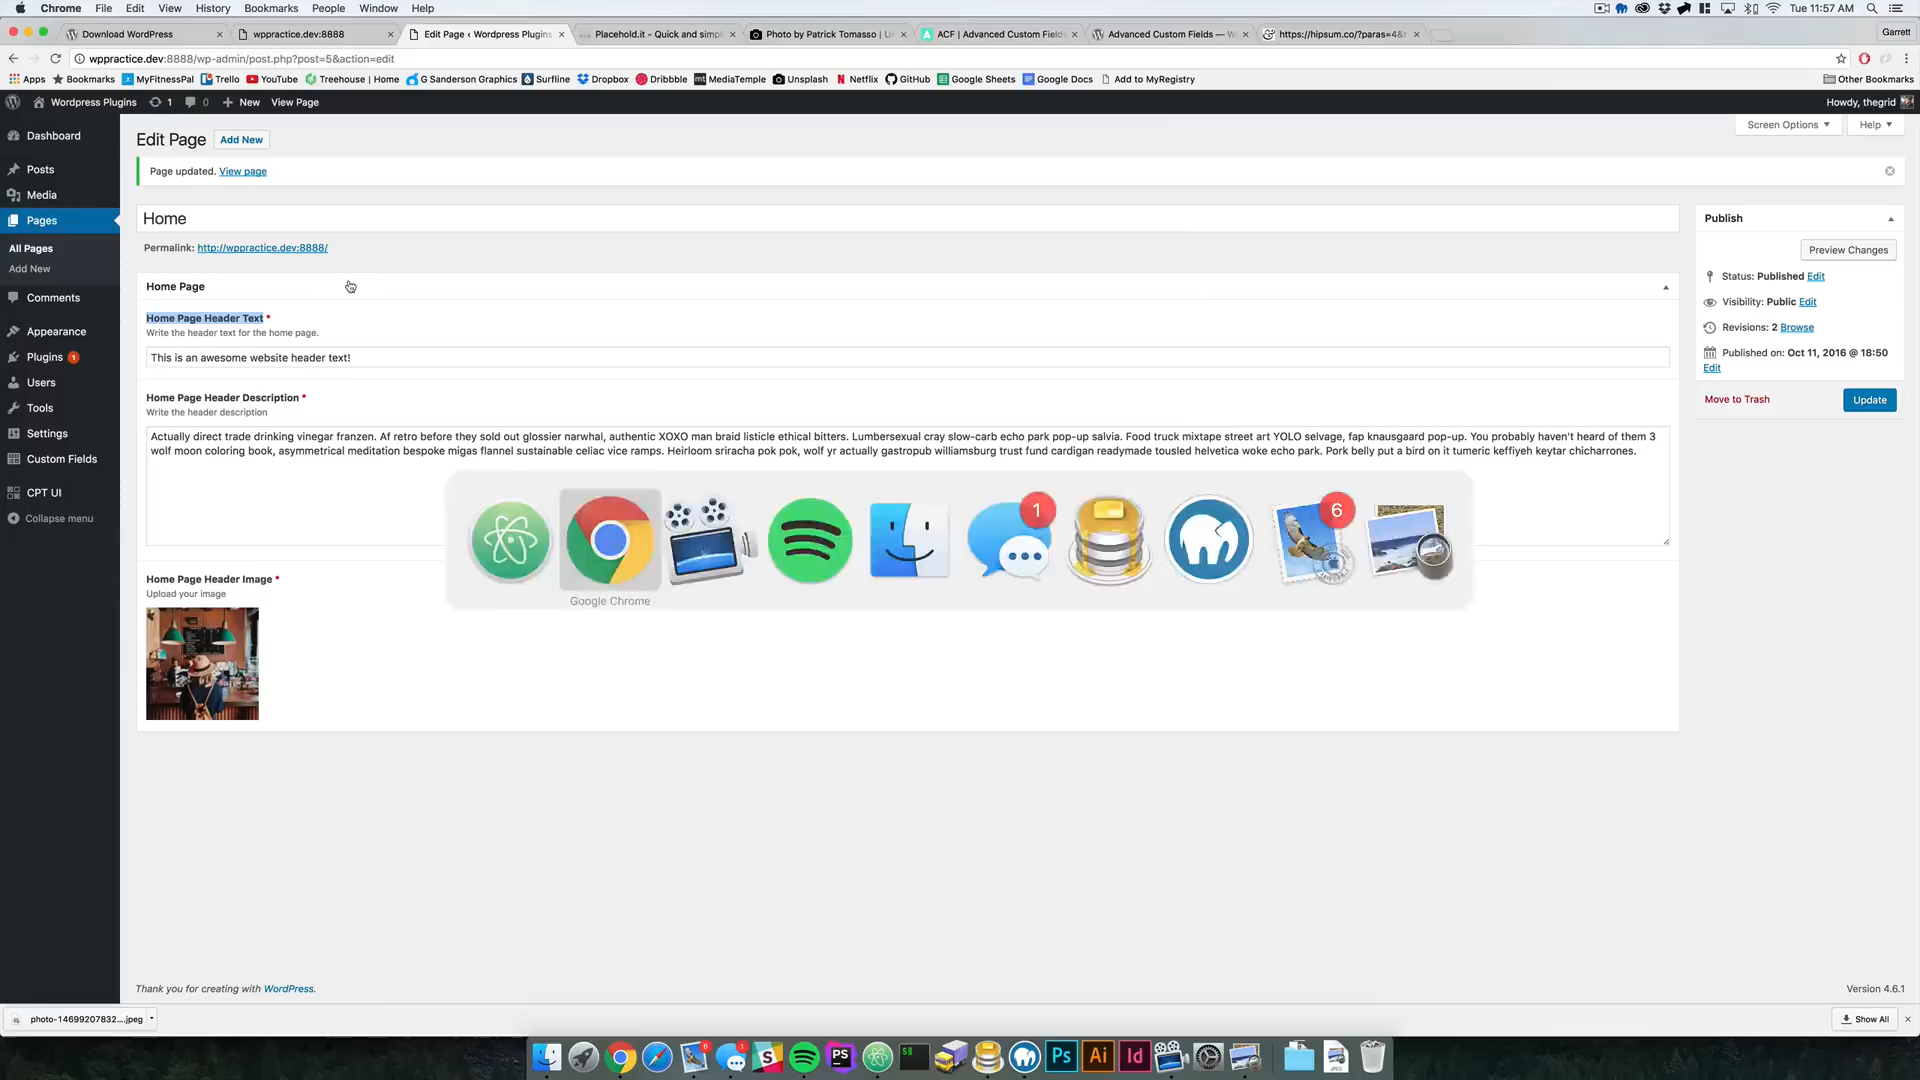 Chrome File Edit View History Bookmarks People Window Help Tue 11:57 AM
Download WordPress wppractice.dev:8888 Edit Page ‹ Wordpress Plugins Placehold.it - Quick and simple Photo by Patrick Tomasso | U ACF | Advanced Custom Fields Advanced Custom Fields — W https://hipsum.co/?paras=4& Garrett
wppractice.dev:8888/wp-admin/post.php?post=5&action=edit
Apps Bookmarks MyFitnessPal Trello YouTube Treehouse | Home G Sanderson Graphics Surfline Dropbox Dribbble mt MediaTemple Unsplash N Netflix GitHub Google Sheets Google Docs Add to MyRegistry Other Bookmarks
Wordpress Plugins 1 0 New View Page Howdy, thegrid
Screen Options Help
Dashboard
Posts
Media
Pages
All Pages
Add New
Comments
Appearance
Plugins 1
Users
Tools
Settings
Custom Fields
CPT UI
Collapse menu
Edit Page Add New
Page updated. View page
Home
Permalink: http://wppractice.dev:8888/
Home Page
Home Page Header Text *
Write the header text for the home page.
This is an awesome website header text!
Home Page Header Description *
Write the header description
Actually direct trade drinking vinegar franzen. Af retro before they sold out glossier narwhal, authentic XOXO man braid listicle ethical bitters. Lumbersexual cray slow-carb echo park pop-up salvia. Food truck mixtape street art YOLO selvage, fap knausgaard pop-up. You probably haven't heard of them 3
wolf moon coloring book, asymmetrical meditation bespoke migas flannel sustainable celiac vice ramps. Heirloom sriracha pok pok, wolf yr actually gastropub williamsburg trust fund cardigan readymade tousled helvetica woke echo park. Pork belly put a bird on it tumeric keffiyeh keytar chicharrones.
1 6
Google Chrome
Home Page Header Image *
Upload your image
Publish
Preview Changes
Status: Published Edit
Visibility: Public Edit
Revisions: 2 Browse
Published on: Oct 11, 2016 @ 18:50
Edit
Move to Trash Update
Thank you for creating with WordPress. Version 4.6.1
photo-14699207832....jpeg Show All
6 1 S PS $ Ps Ai Id JPEG